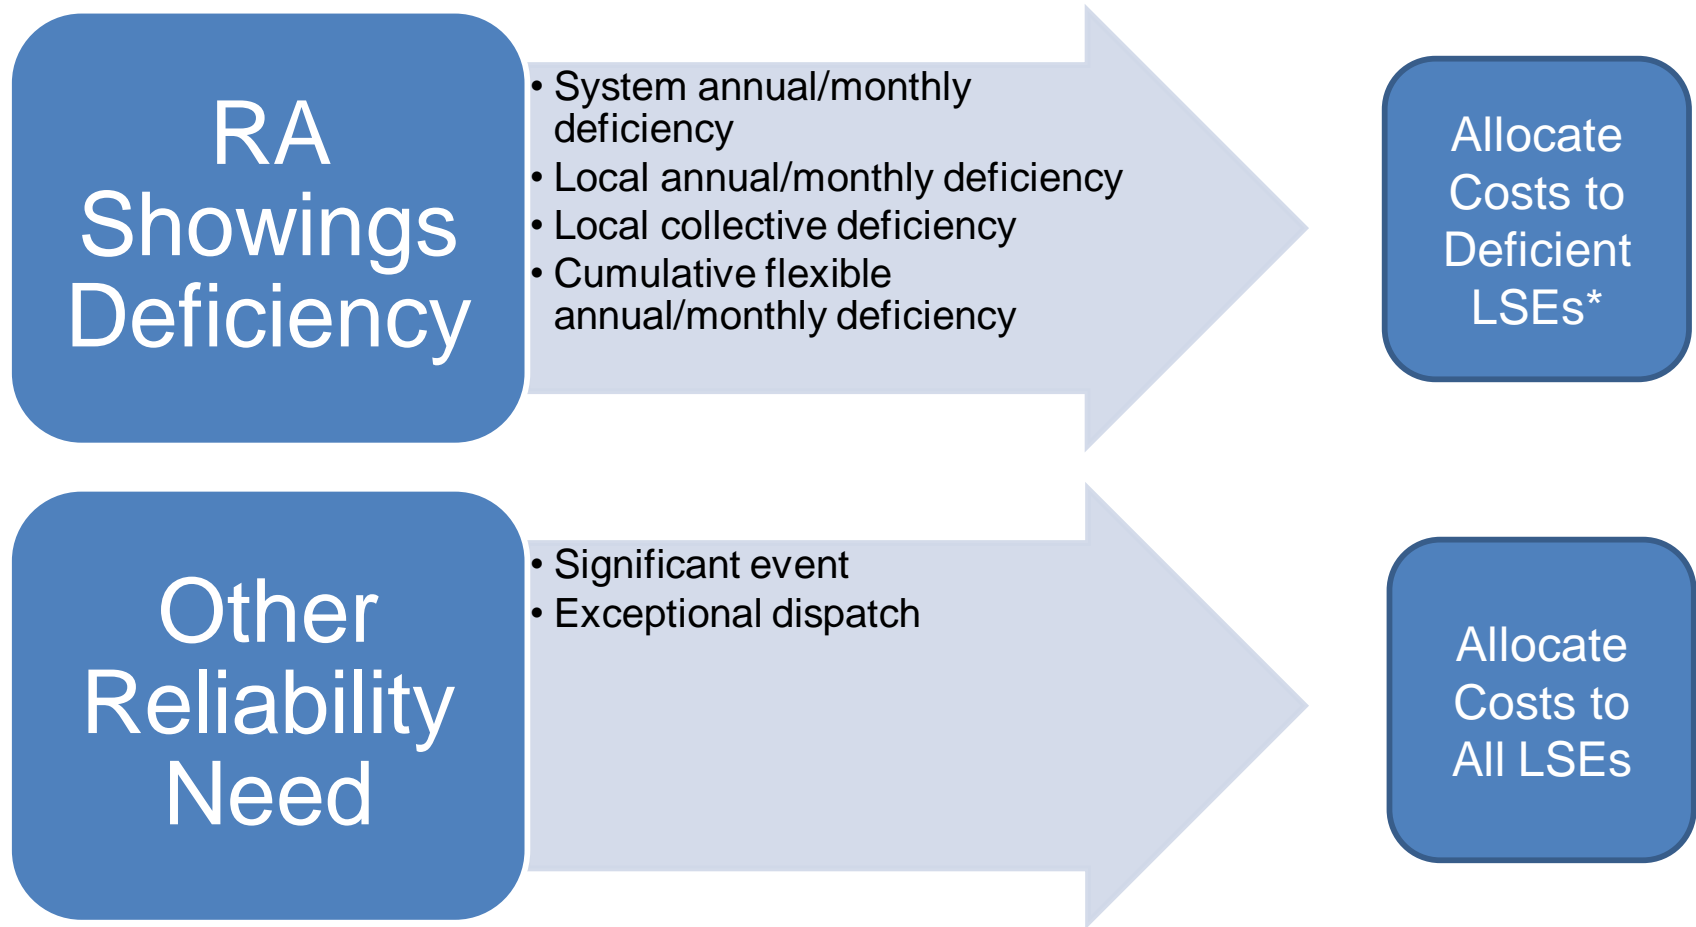 RA
Showings
Deficiency
• System annual/monthly
deficiency
• Local annual/monthly deficiency
• Local collective deficiency
• Cumulative flexible
annual/monthly deficiency
Allocate
Costs to
Deficient
LSEs*
Other
Reliability
Need
• Significant event
• Exceptional dispatch
Allocate
Costs to
All LSEs